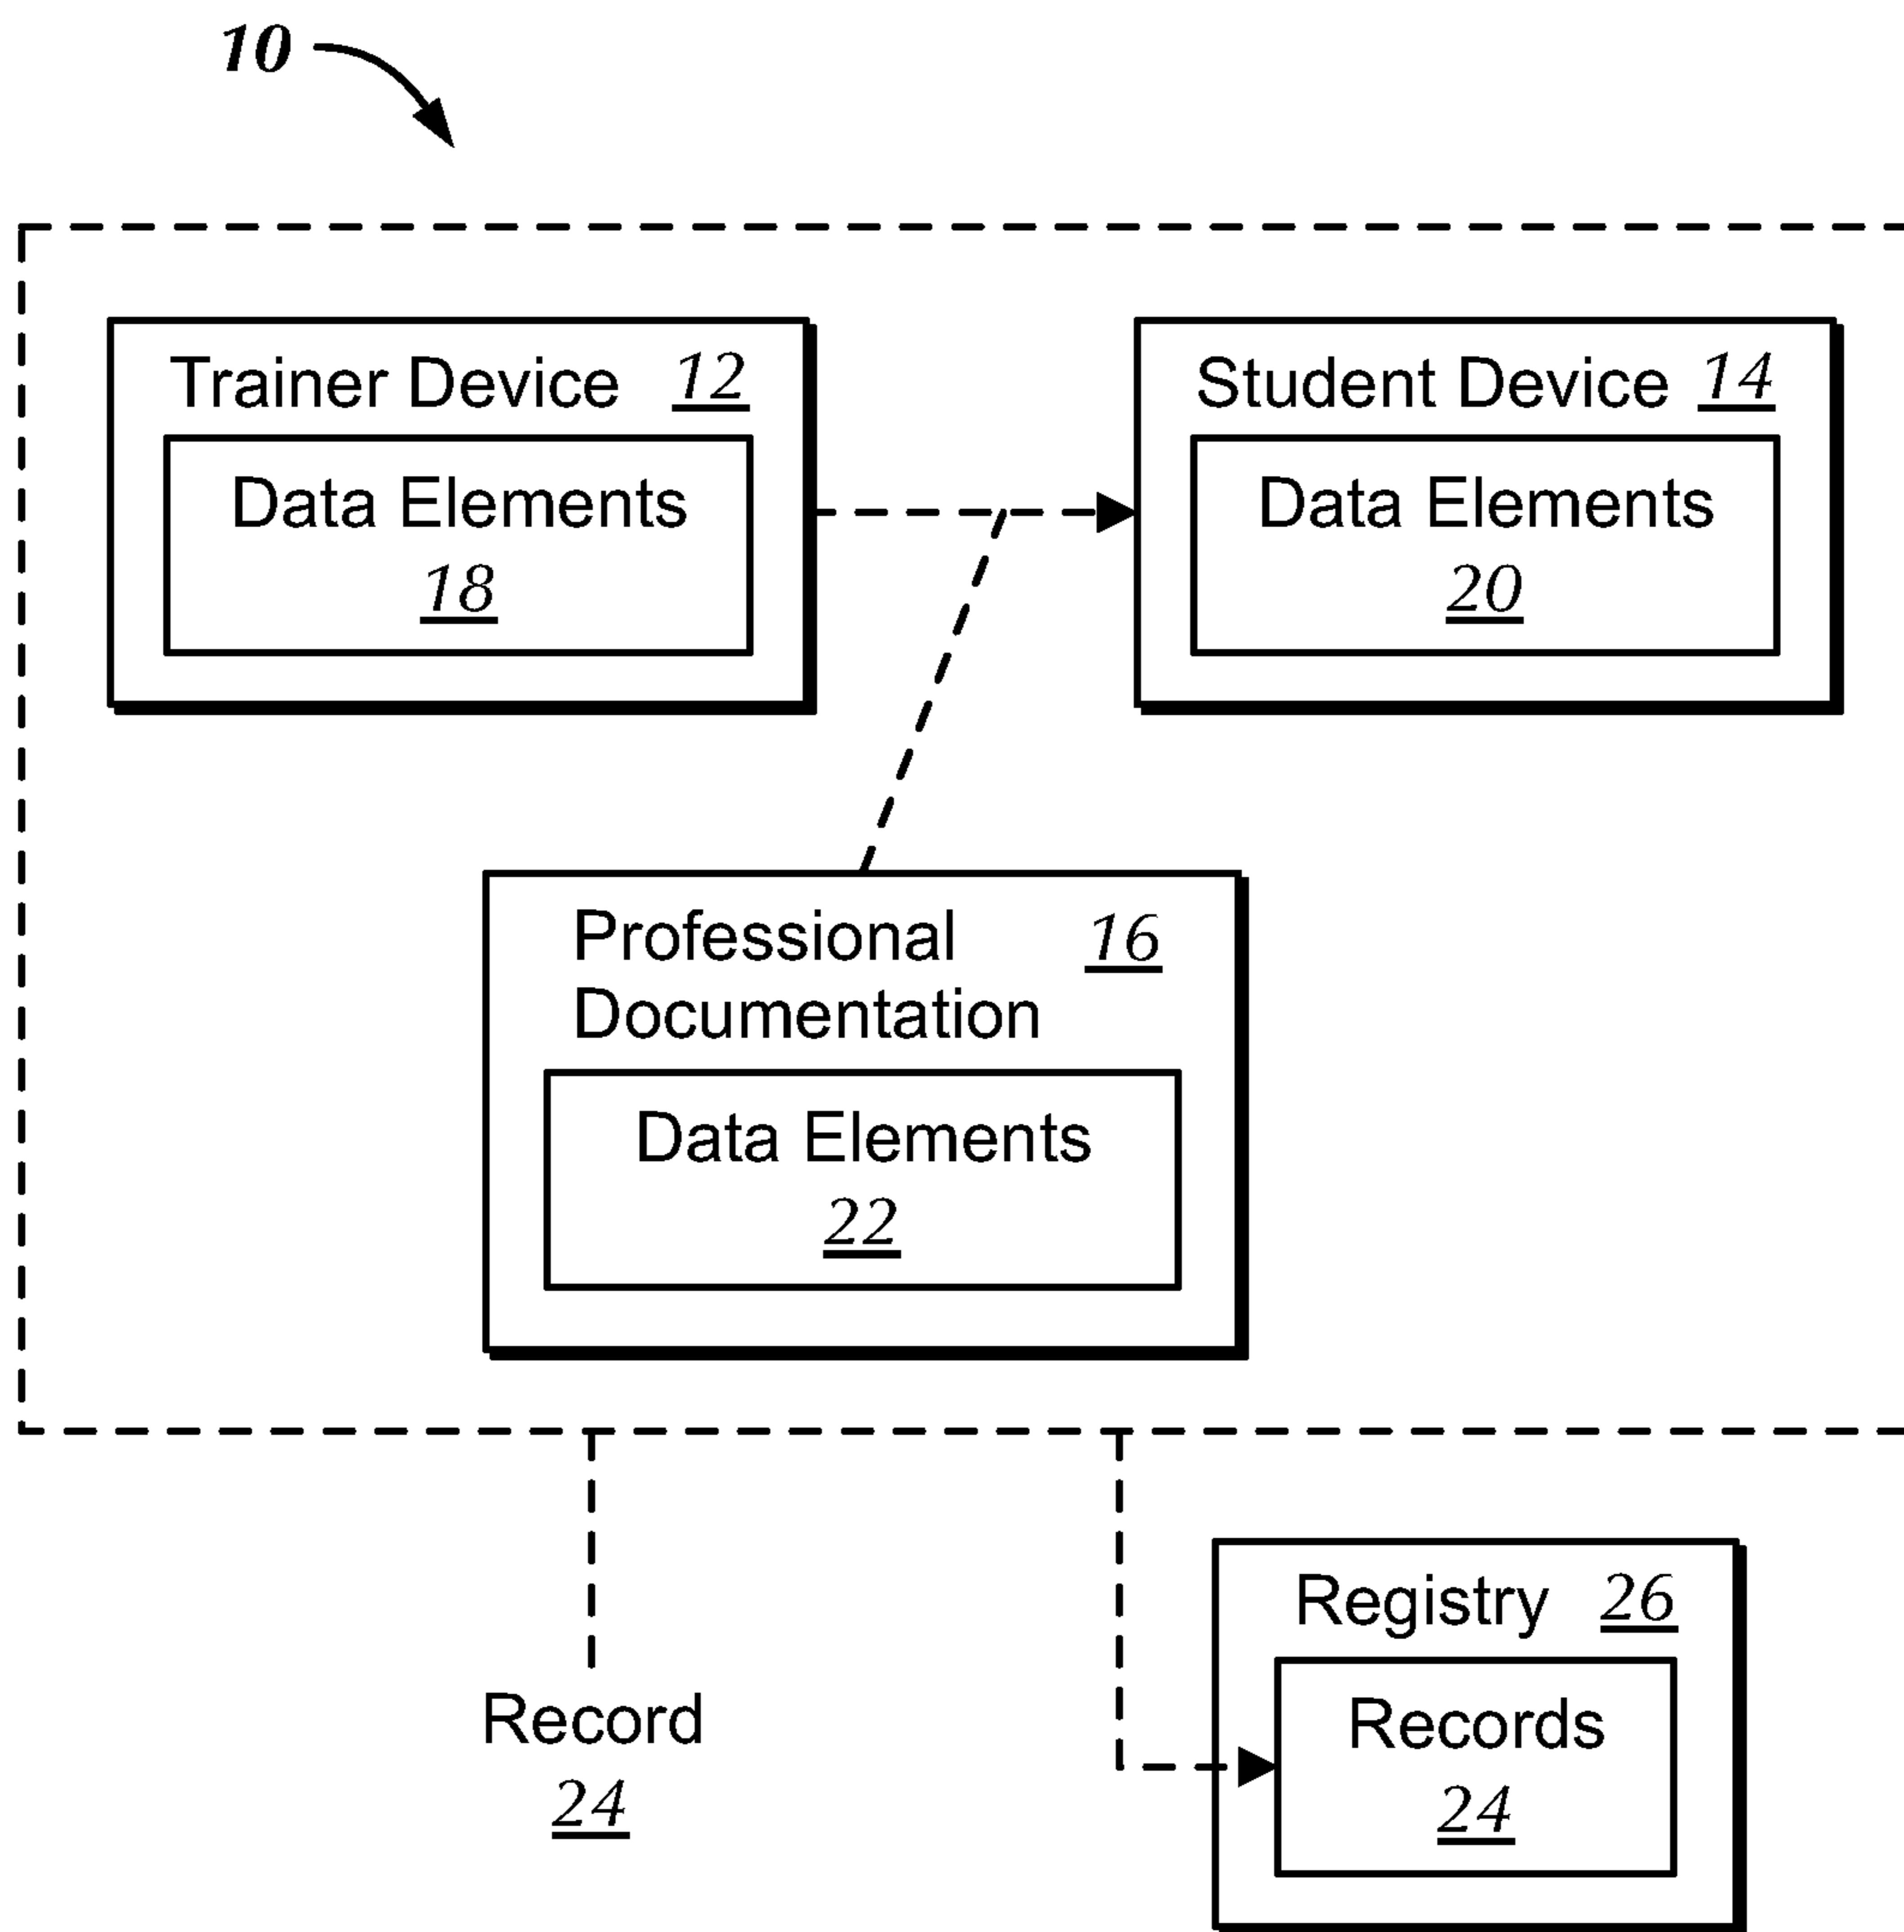 10
Trainer Device 12
Data Elements
18
Student Device 14
Data Elements
20
Professional 16
Documentation
Data Elements
22
Record
24
Registry 26
Records
24